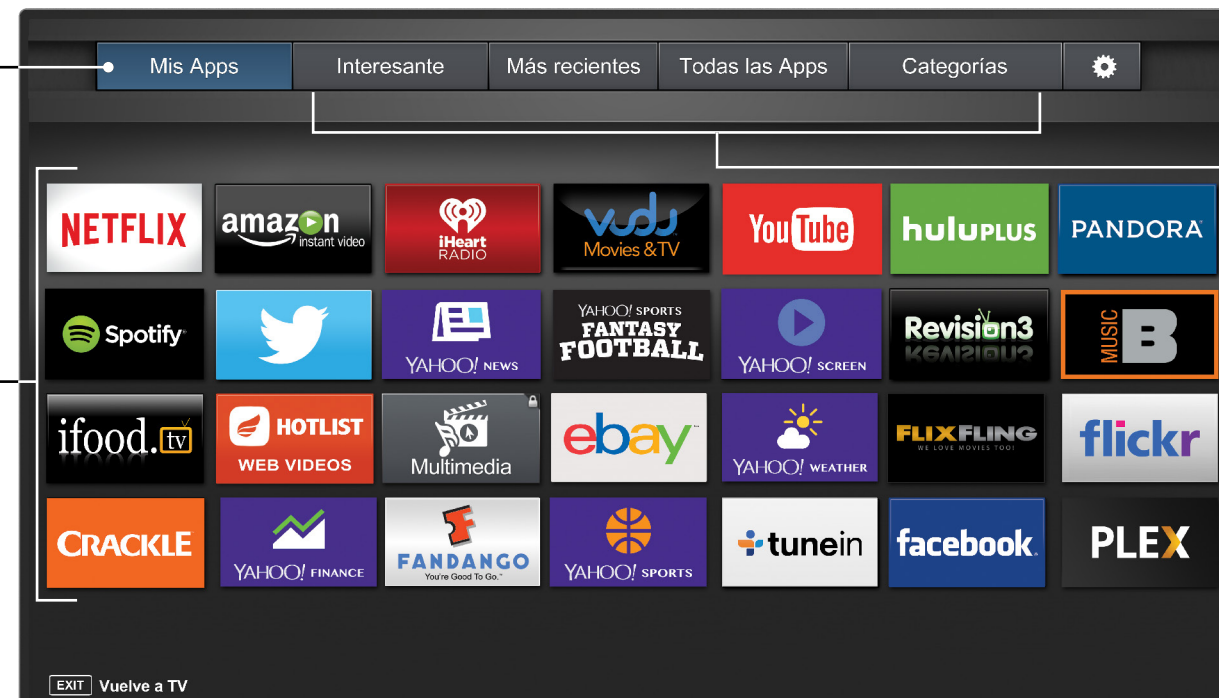 Mis Apps
Interesante
Más recientes
Todas las Apps
Categorías
NETFLIX
amazon
instant video
iHeart
RADIO
vudu
Movies & TV
YouTube
huluPLUS
PANDORA
Spotify
YAHOO! NEWS
YAHOO! SPORTS
FANTASY
FOOTBALL
YAHOO! SCREEN
Revision3
MUSIC
B
ifood.tv
HOTLIST
WEB VIDEOS
Multimedia
ebay™
YAHOO! WEATHER
FLIXFLING
WE LOVE MOVIES TOO!
flickr
CRACKLE
YAHOO! FINANCE
FANDANGO
You're Good To Go.™
YAHOO! SPORTS
tunein
facebook.
PLEX
EXIT Vuelve a TV